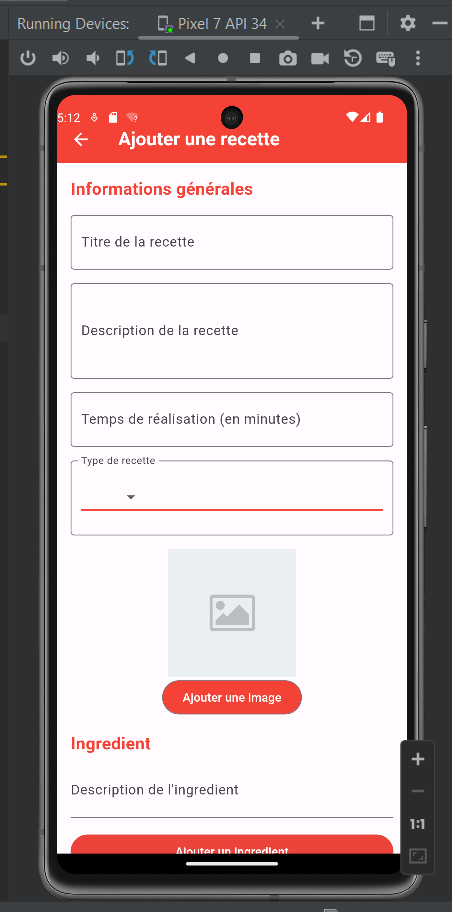 Running Devices:
Pixel 7 API 34
5:12
Ajouter une recette
Informations générales
Titre de la recette
Description de la recette
Temps de réalisation (en minutes)
Type de recette
Ajouter une image
Ingredient
Description de l'ingredient
1:1
Ajouter un ingredient